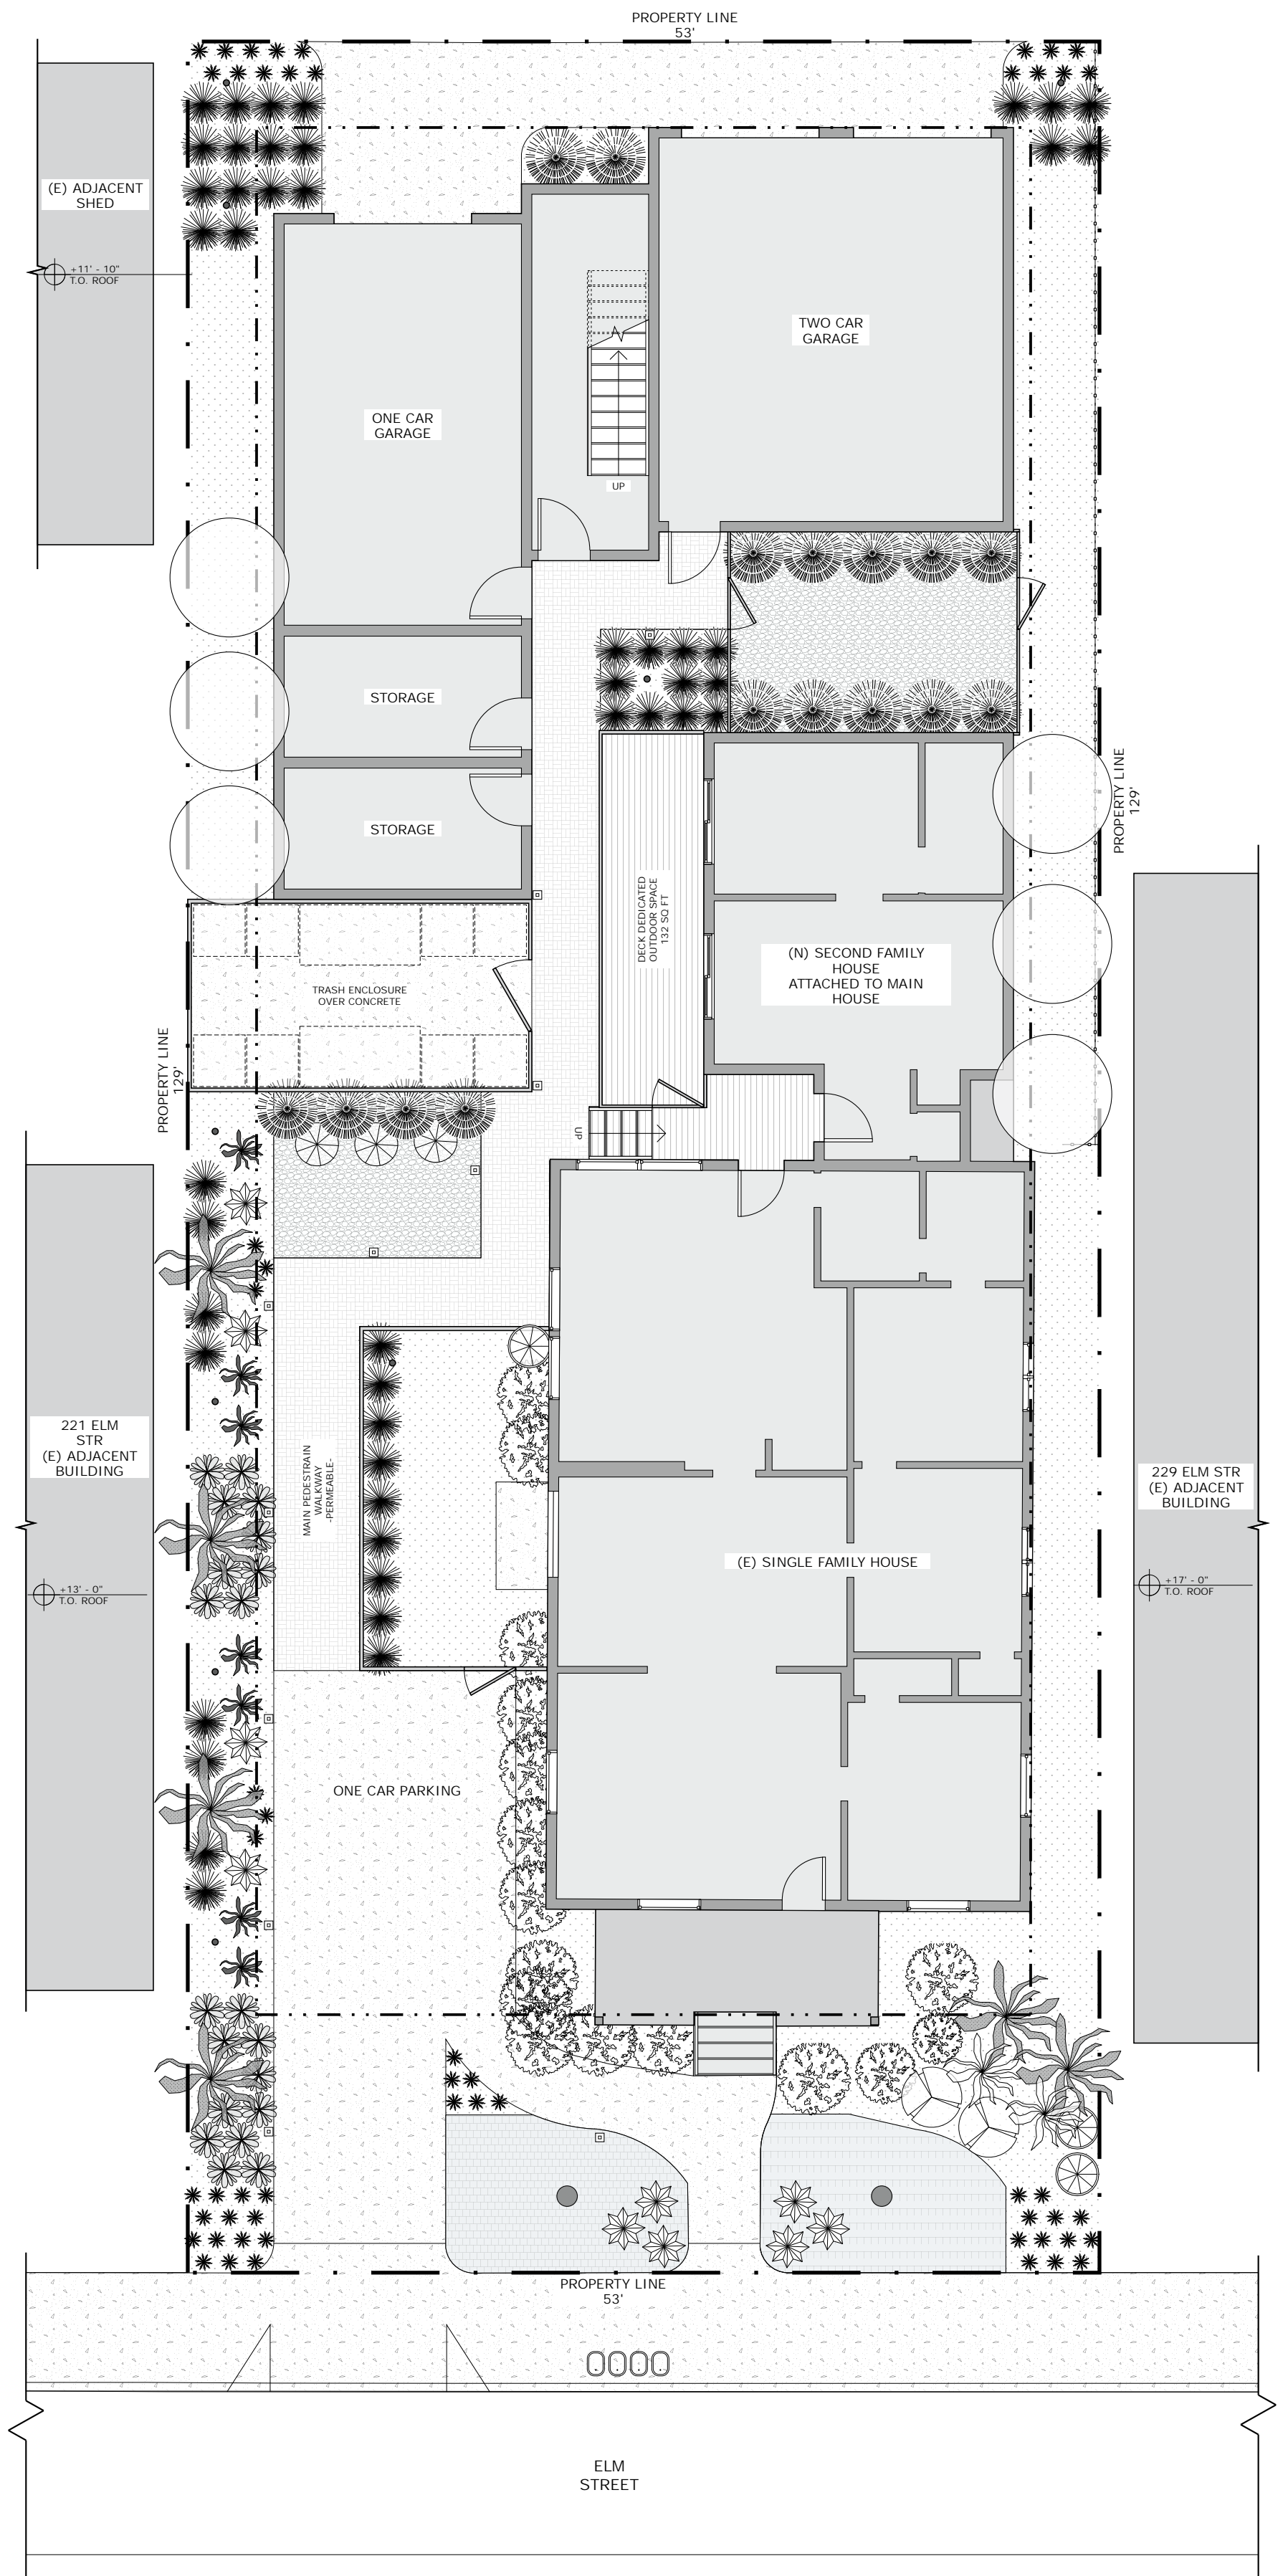 PROPERTY LINE
53'
(E) ADJACENT
SHED
+11' - 10"
T.O. ROOF
TWO CAR
GARAGE
ONE CAR
GARAGE
UP
STORAGE
STORAGE
PROPERTY LINE
129'
DECK DEDICATED
OUTDOOR SPACE
132 SQ FT
(N) SECOND FAMILY
HOUSE
ATTACHED TO MAIN
HOUSE
TRASH ENCLOSURE
OVER CONCRETE
PROPERTY LINE
129'
UP
221 ELM
STR
(E) ADJACENT
BUILDING
MAIN PEDESTRAIN
WALKWAY
-PERMEABLE-
229 ELM STR
(E) ADJACENT
BUILDING
(E) SINGLE FAMILY HOUSE
+13' - 0"
T.O. ROOF
+17' - 0"
T.O. ROOF
ONE CAR PARKING
PROPERTY LINE
53'
ELM
STREET